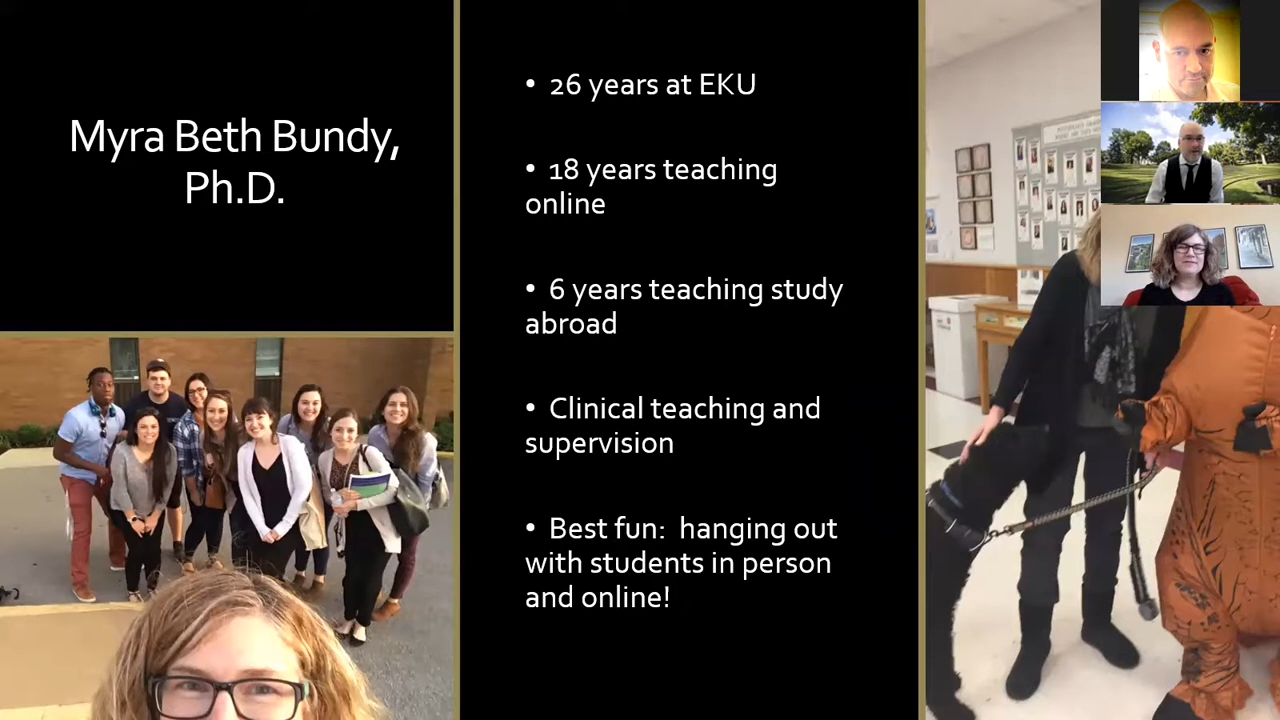 Myra Beth Bundy,
Ph.D.
• 26 years at EKU
• 18 years teaching
online
• 6 years teaching study
abroad
• Clinical teaching and
supervision
• Best fun:  hanging out
with students in person
and online!